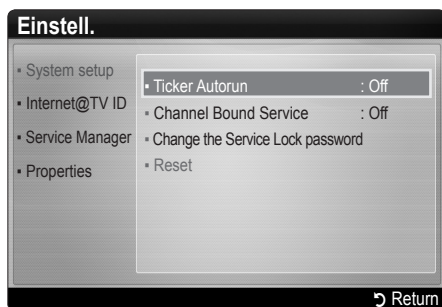 Einstell.
▪ System setup
▪ Internet@TV ID
▪ Service Manager
▪ Properties
▪ Ticker Autorun : Off
▪ Channel Bound Service : Off
▪ Change the Service Lock password
▪ Reset
Return